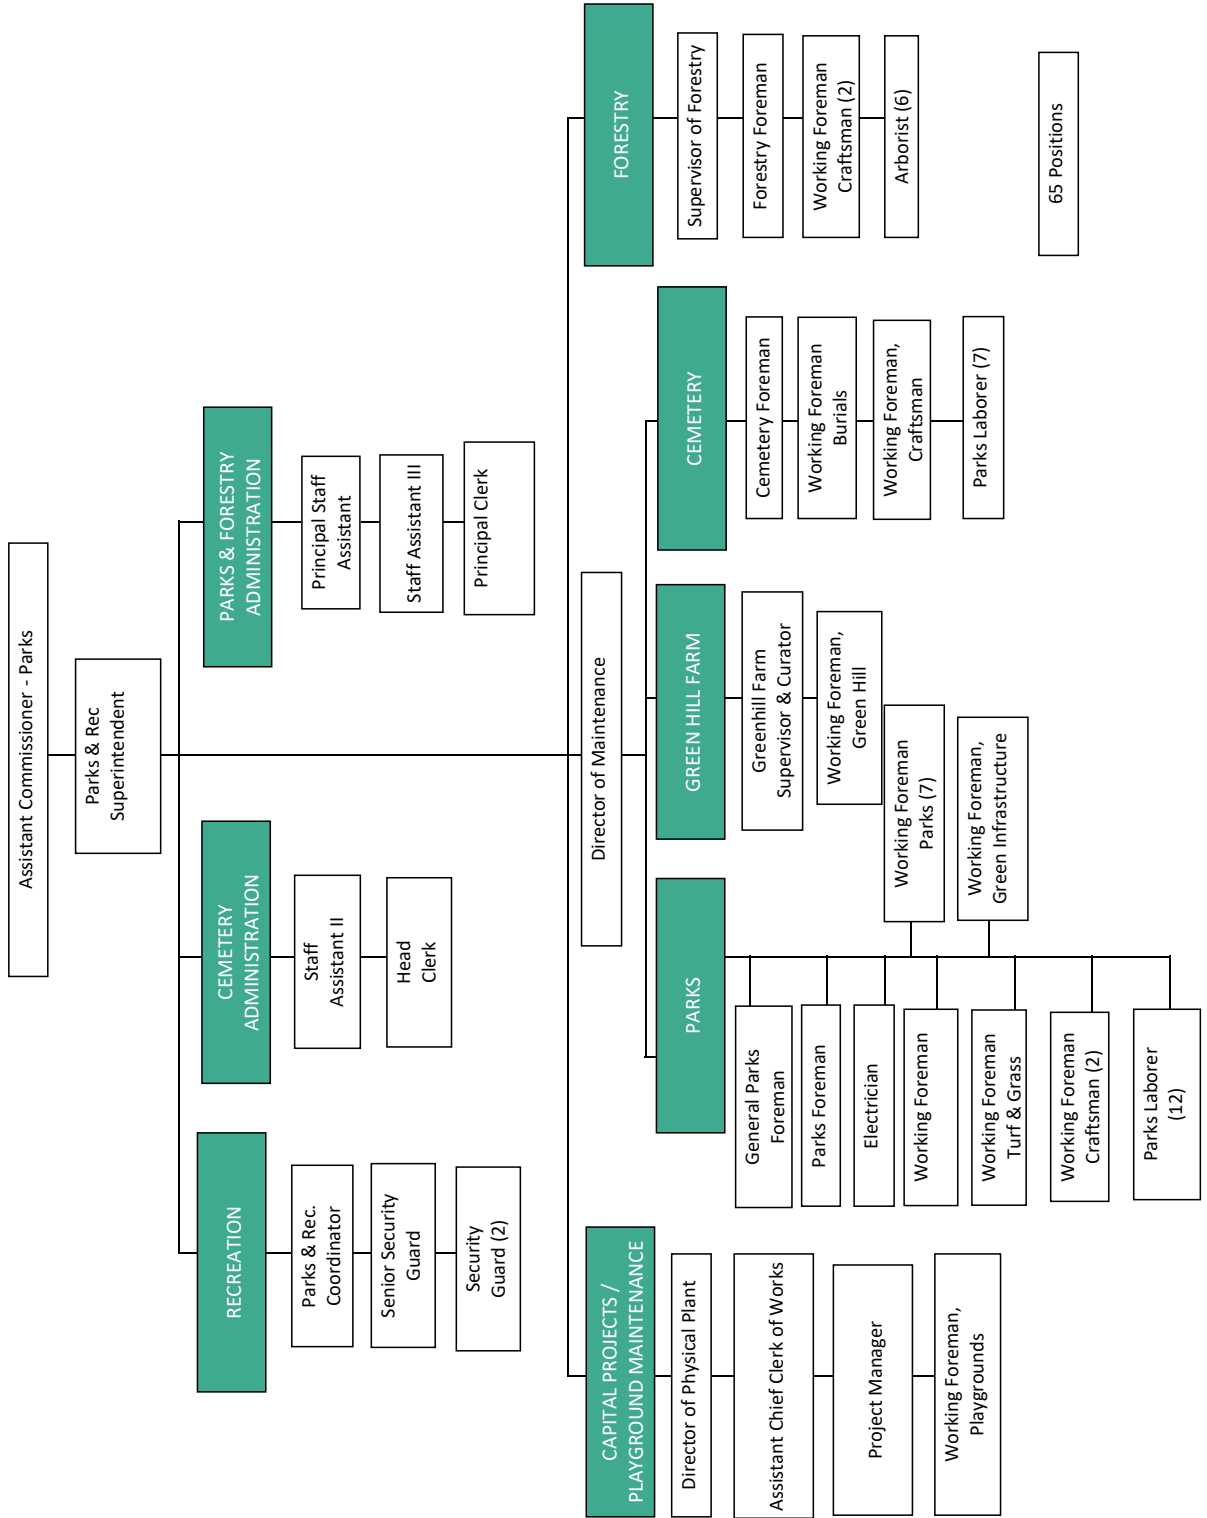 Assistant Commissioner - Parks
Parks & Rec
Superintendent
RECREATION
Parks & Rec.
Coordinator
Senior Security
Guard
Security
Guard (2)
CEMETERY
ADMINISTRATION
Staff
Assistant II
Head
Clerk
PARKS & FORESTRY
ADMINISTRATION
Principal Staff
Assistant
Staff Assistant III
Principal Clerk
Director of Maintenance
CAPITAL PROJECTS /
PLAYGROUND MAINTENANCE
Director of Physical Plant
Assistant Chief Clerk of Works
Project Manager
Working Foreman,
Playgrounds
PARKS
General Parks
Foreman
Parks Foreman
Electrician
Working Foreman
Working Foreman
Turf & Grass
Working Foreman
Craftsman (2)
Parks Laborer
(12)
Working Foreman
Parks (7)
Working Foreman,
Green Infrastructure
GREEN HILL FARM
Greenhill Farm
Supervisor & Curator
Working Foreman,
Green Hill
CEMETERY
Cemetery Foreman
Working Foreman
Burials
Working Foreman,
Craftsman
Parks Laborer (7)
FORESTRY
Supervisor of Forestry
Forestry Foreman
Working Foreman
Craftsman (2)
Arborist (6)
65 Positions